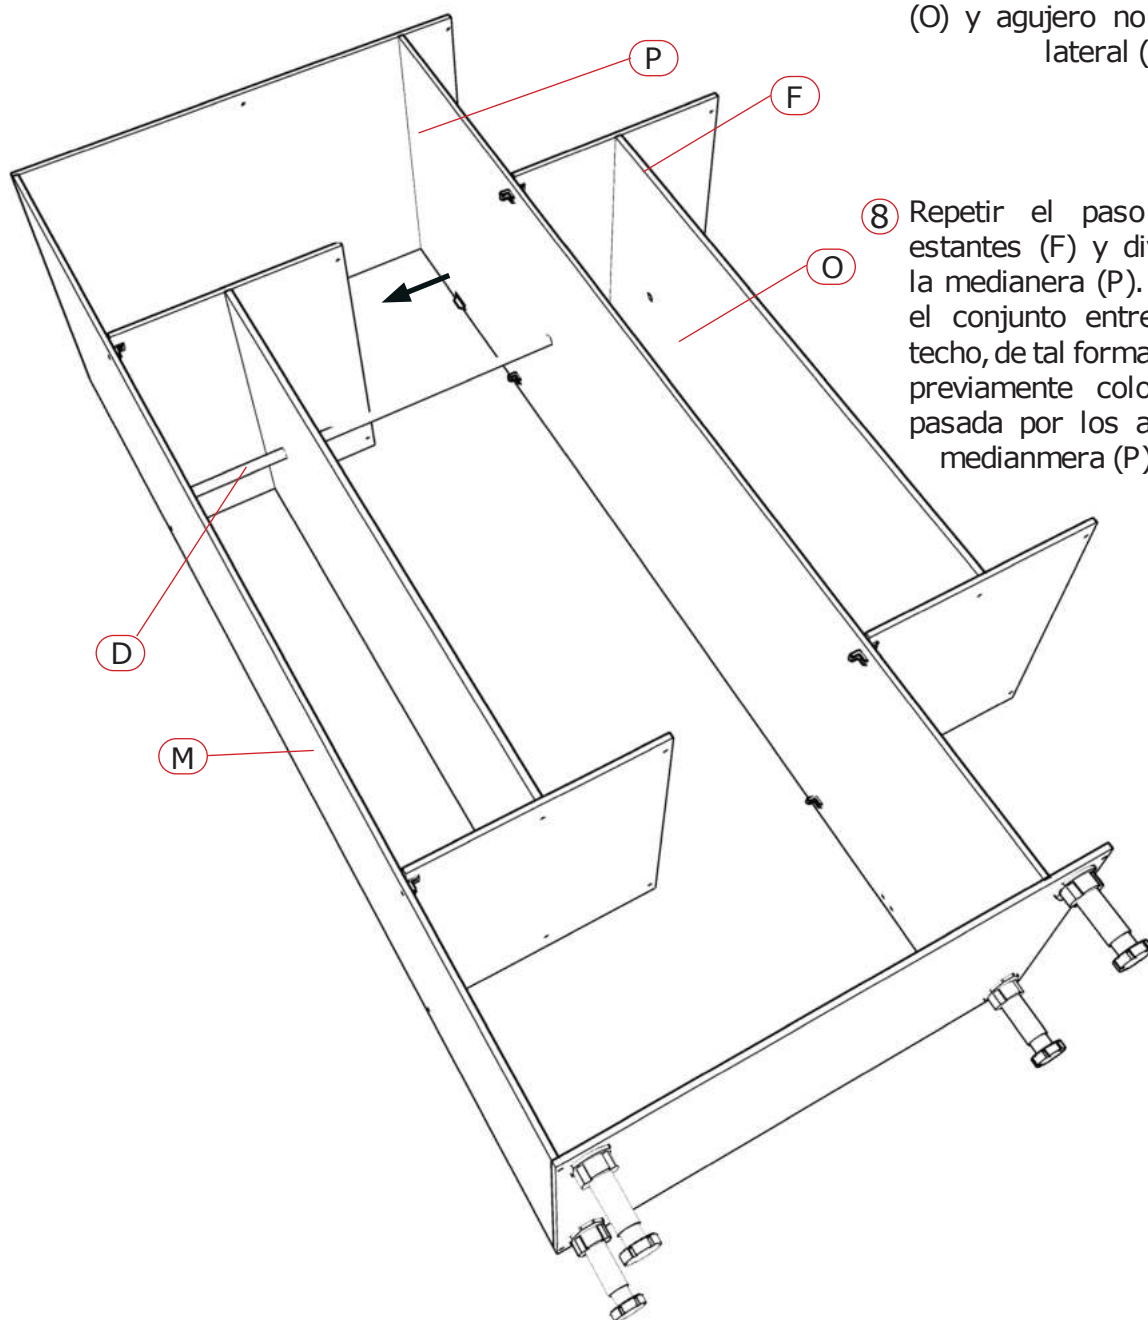 (O) y agujero no
lateral (
P
F
8 Repetir el paso
estantes (F) y di
O
la medianera (P).
el conjunto entre
techo, de tal forma
previamente colo
pasada por los a
medianmera (P)
D
M